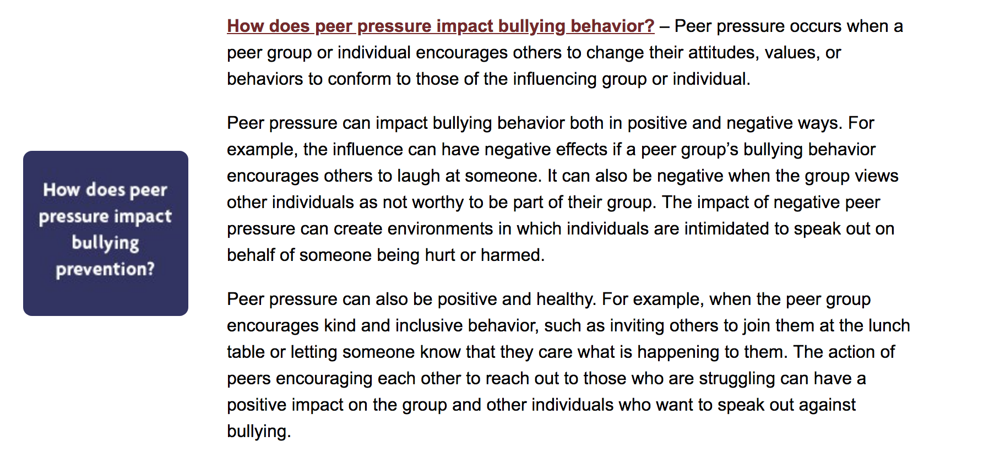 How does peer pressure impact bullying behavior? – Peer pressure occurs when a
peer group or individual encourages others to change their attitudes, values, or
behaviors to conform to those of the influencing group or individual.
Peer pressure can impact bullying behavior both in positive and negative ways. For
example, the influence can have negative effects if a peer group’s bullying behavior
encourages others to laugh at someone. It can also be negative when the group views
other individuals as not worthy to be part of their group. The impact of negative peer
pressure can create environments in which individuals are intimidated to speak out on
behalf of someone being hurt or harmed.
Peer pressure can also be positive and healthy. For example, when the peer group
encourages kind and inclusive behavior, such as inviting others to join them at the lunch
table or letting someone know that they care what is happening to them. The action of
peers encouraging each other to reach out to those who are struggling can have a
positive impact on the group and other individuals who want to speak out against
bullying.
How does peer
pressure impact
bullying
prevention?